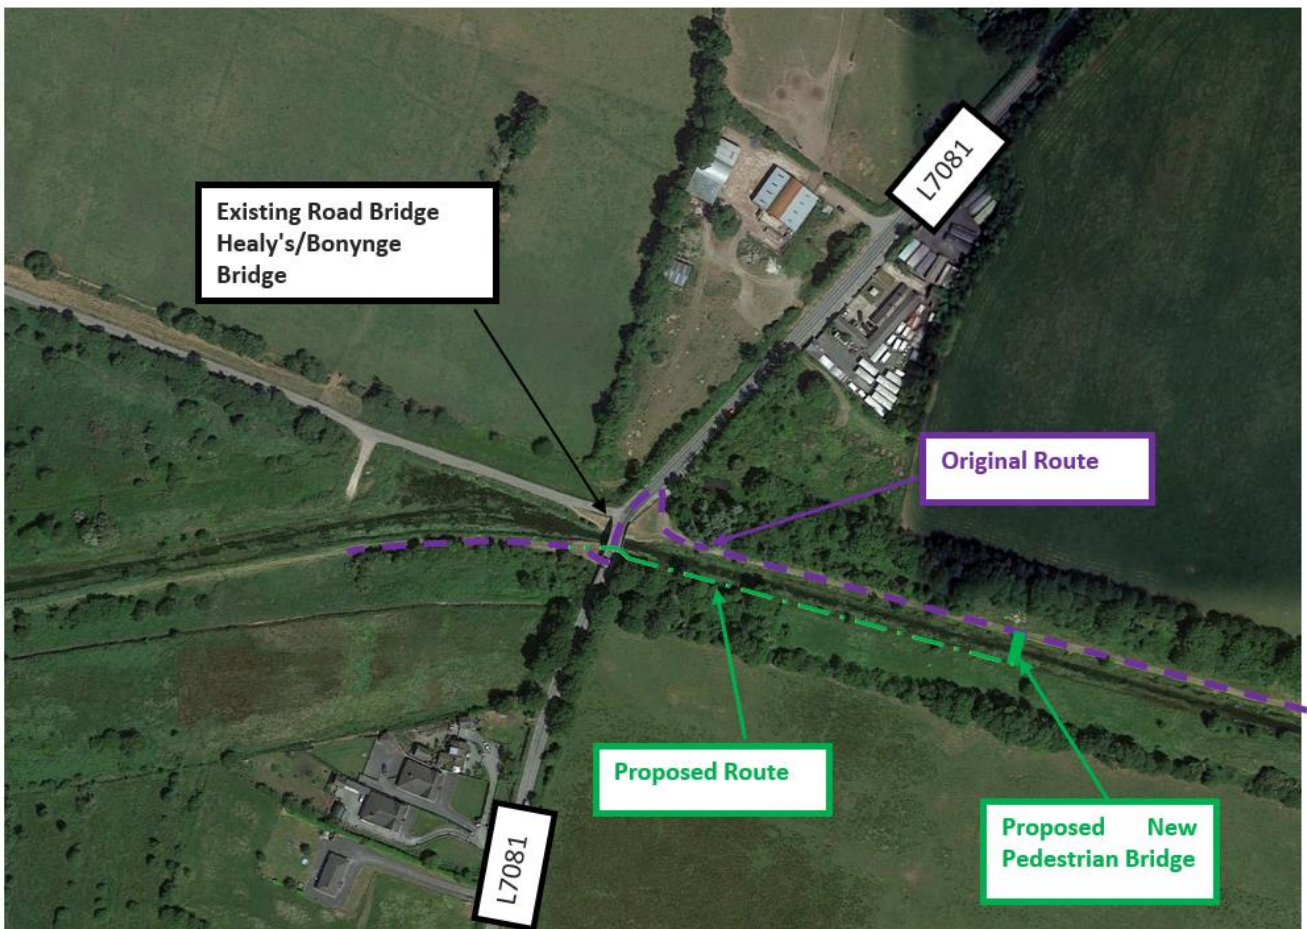 L7081
Existing Road Bridge
Healy's/Bonynge
Bridge
Original Route
Proposed Route
Proposed New
Pedestrian Bridge
L7081